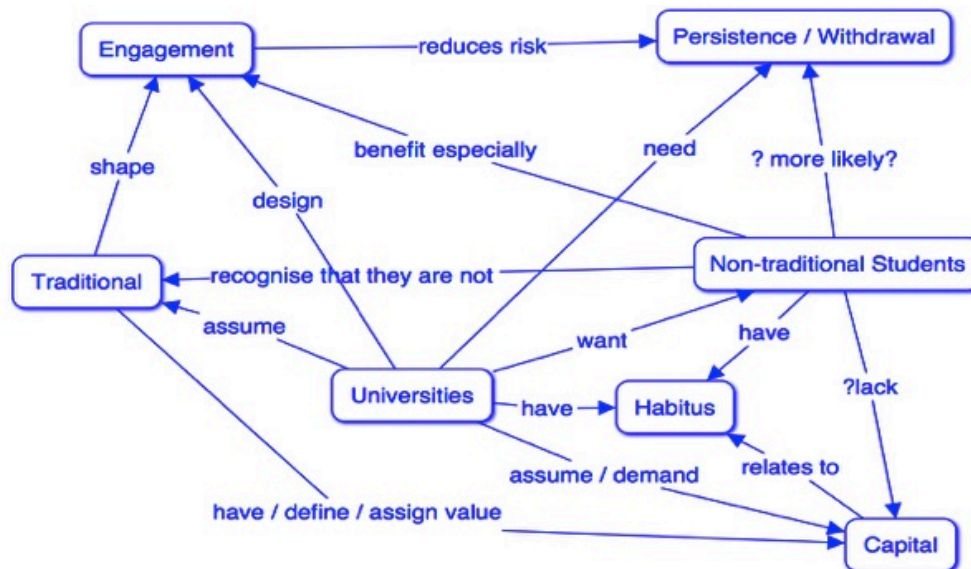 Engagement
reduces risk
Persistence / Withdrawal
shape
benefit especially
need
? more likely?
design
Traditional
recognise that they are not
Non-traditional Students
assume
want
have
Universities
have
Habitus
?lack
assume / demand
relates to
have / define / assign value
Capital